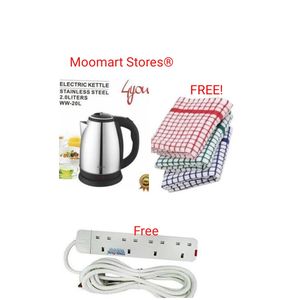 Moomart Stores®
ELECTRIC KETTLE
STAINLESS STEEL
2.0LITERS
WW-20L
4you
FREE!
Free